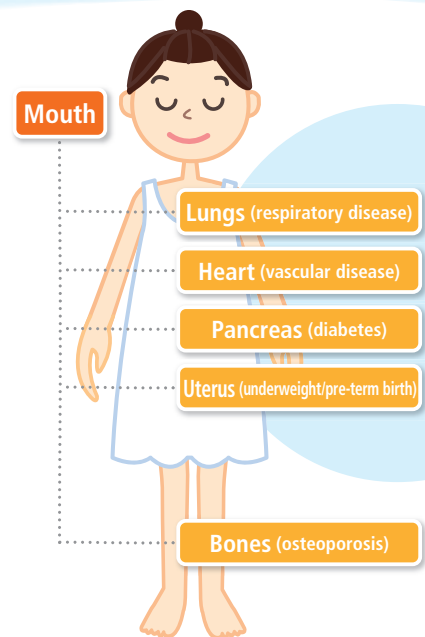 Mouth
Lungs (respiratory disease)
Heart (vascular disease)
Pancreas (diabetes)
Uterus (underweight/pre-term birth)
Bones (osteoporosis)